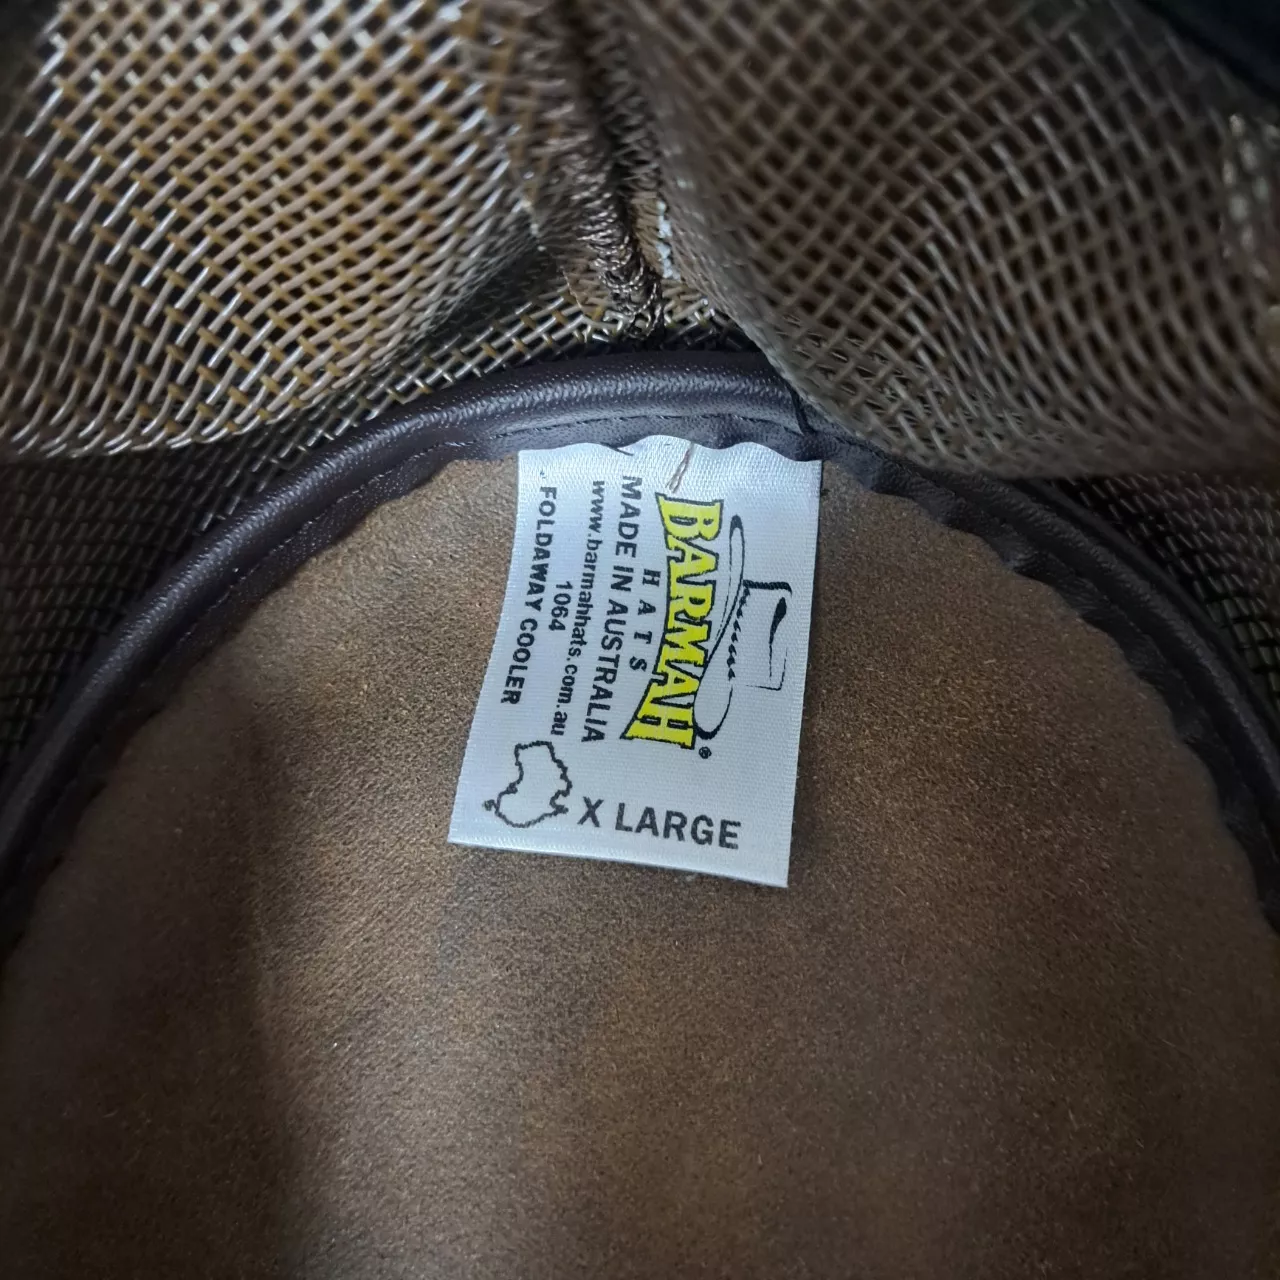 BARMAH®
HATS
MADE IN AUSTRALIA
www.barmahhats.com.au
1064
FOLDAWAY COOLER
X LARGE